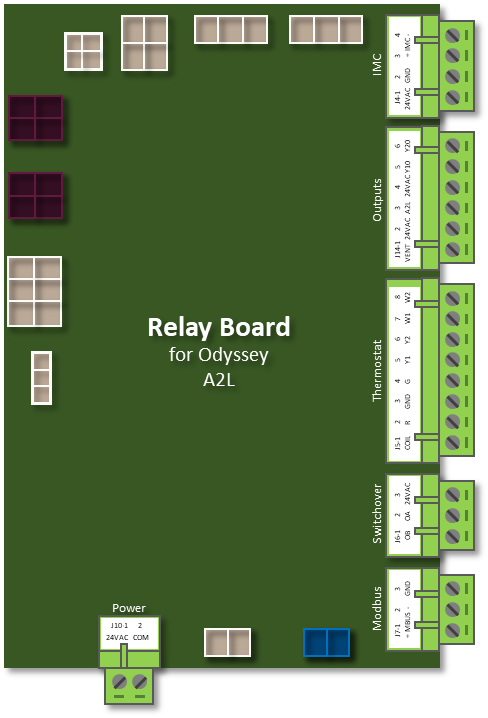 IMC
J4-1 2 3 4
24VAC GND + IMC -
Outputs
J14-1 2 3 4 5 6
VENT 24VAC A2L 24VAC Y10 Y20
Relay Board
for Odyssey
A2L
Thermostat
J5-1 2 3 4 5 6 7 8
COIL R GND G Y1 Y2 W1 W2
Switchover
J6-1 2 3
OB OA 24VAC
Modbus
J7-1 2 3
+ MBUS - GND
Power
J10-1 2
24VAC COM